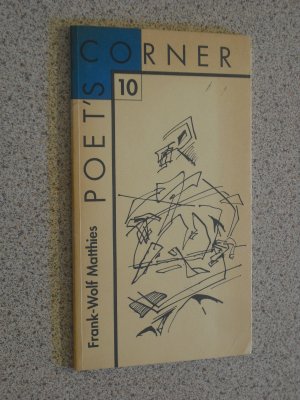 POET'S CORNER
10
Frank-Wolf Matthies